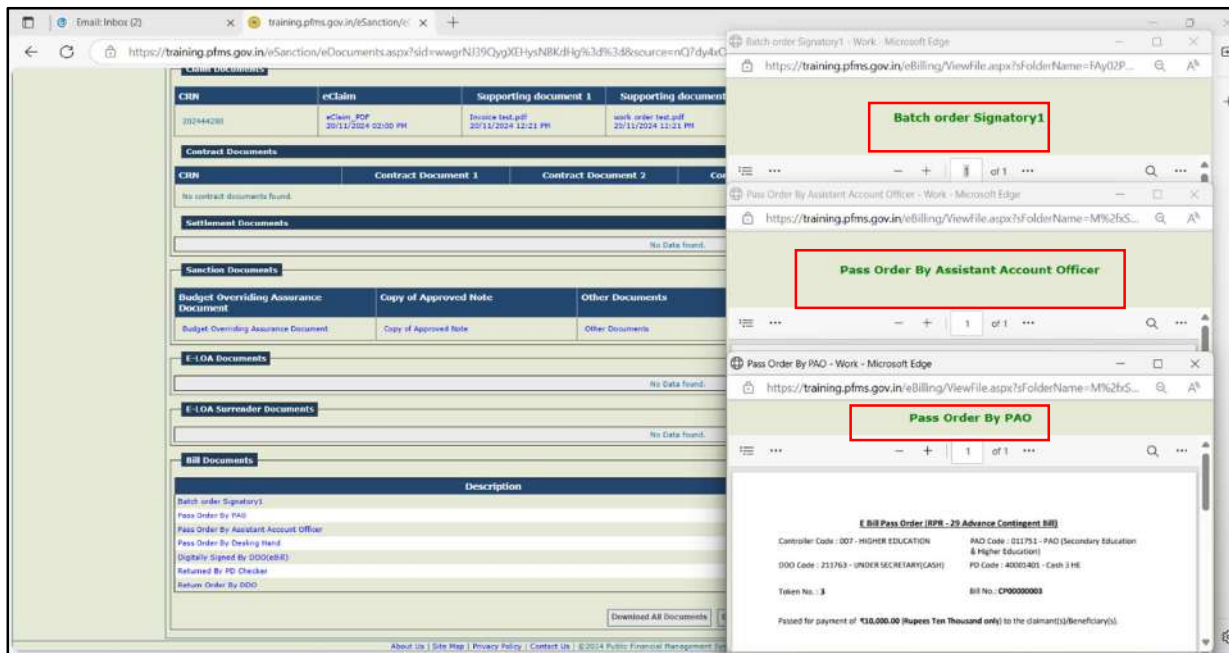 Email: Inbox (2)
training.pfms.gov.in/eSanction/e
https://training.pfms.gov.in/eSanction/eDocuments.aspx?sid=wwgrNJJ9QygXEHysNBKdHg%3d%3d&source=nQ7dy4xC
Claim Documents
CRN eClaim Supporting document 1 Supporting document
202444280 eClaim_PDF Invoice test.pdf work order test.pdf
20/11/2024 02:00 PM 20/11/2024 12:21 PM 20/11/2024 12:21 PM
Contract Documents
CRN Contract Document 1 Contract Document 2
No contract documents found.
Settlement Documents
No Data found.
Sanction Documents
Budget Overriding Assurance Document Copy of Approved Note Other Documents
Budget Overriding Assurance Document Copy of Approved Note Other Documents
E-LOA Documents
No Data found.
E-LOA Surrender Documents
No Data found.
Bill Documents
Description
Batch order Signatory1
Pass Order By PAO
Pass Order By Assistant Account Officer
Pass Order By Dealing Hand
Digitally Signed By DDO(eBill)
Returned By PD Checker
Return Order By DDO
Download All Documents
About Us | Site Map | Privacy Policy | Contact Us | ©2014 Public Financial Management
Batch order Signatory1 - Work - Microsoft Edge
https://training.pfms.gov.in/eBilling/ViewFile.aspx?sFolderName=FAy02P...
Batch order Signatory1
1 of 1
Pass Order By Assistant Account Officer - Work - Microsoft Edge
https://training.pfms.gov.in/eBilling/ViewFile.aspx?sFolderName=M%2fxS...
Pass Order By Assistant Account Officer
1 of 1
Pass Order By PAO - Work - Microsoft Edge
https://training.pfms.gov.in/eBilling/ViewFile.aspx?sFolderName=M%2fxS...
Pass Order By PAO
1 of 1
E Bill Pass Order (RPR - 29 Advance Contingent Bill)
Controller Code : 007 - HIGHER EDUCATION PAO Code : 011751 - PAO (Secondary Education
& Higher Education)
DDO Code : 211763 - UNDER SECRETARY(CASH) PD Code : 40001401 - Cash 3 HE
Token No. : 3 Bill No.: CP00000003
Passed for payment of ₹10,000.00 (Rupees Ten Thousand only) to the claimant(s)/Beneficiary(s).